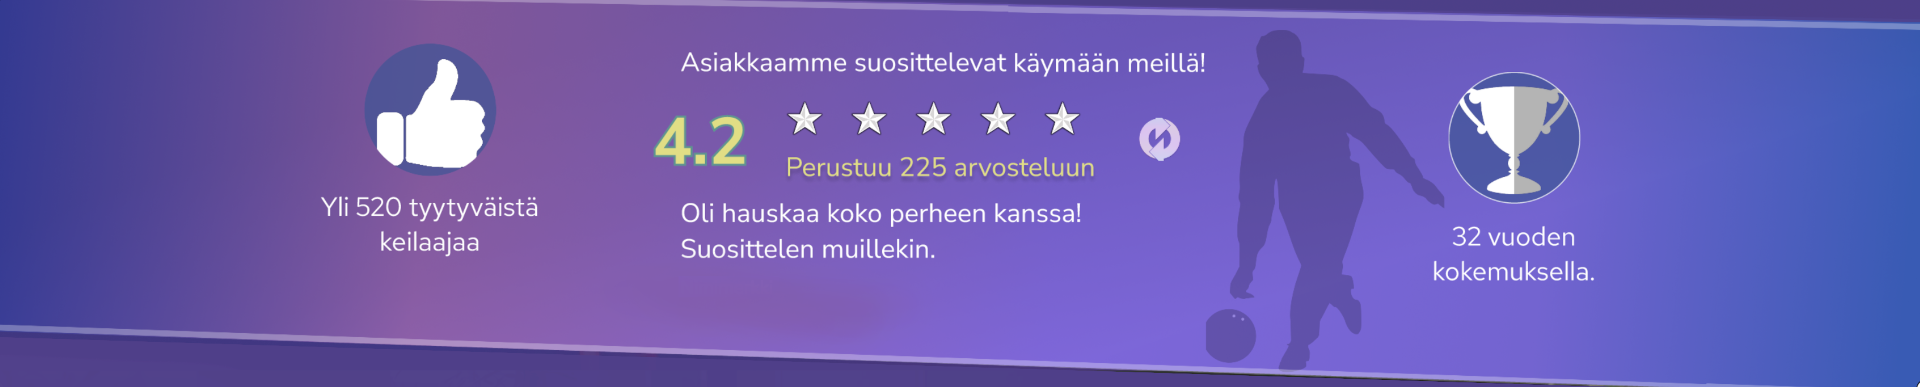 Yli 520 tyytyväistä
keilaajaa
Asiakkaamme suosittelevat käymään meillä!
4.2
Perustuu 225 arvosteluun
Oli hauskaa koko perheen kanssa!
Suosittelen muillekin.
32 vuoden
kokemuksella.